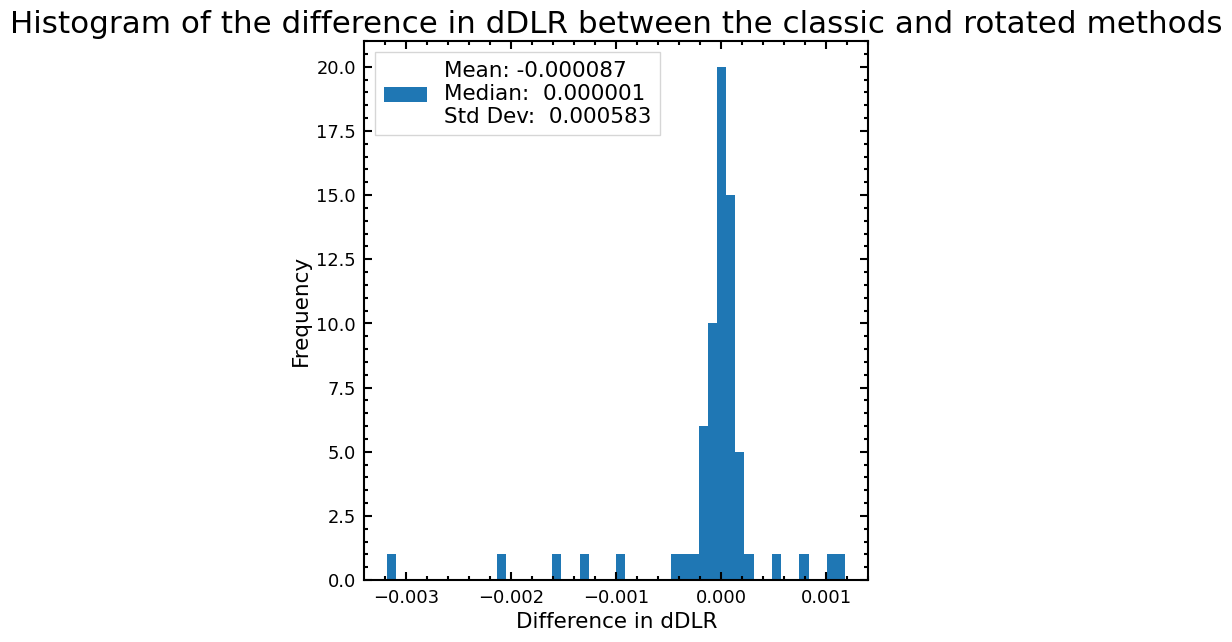 Histogram of the difference in dDLR between the classic and rotated methods
Mean: -0.000087
Median:  0.000001
Std Dev:  0.000583
20.0
17.5
15.0
12.5
10.0
7.5
5.0
2.5
0.0
Frequency
−0.003
−0.002
−0.001
0.000
0.001
Difference in dDLR